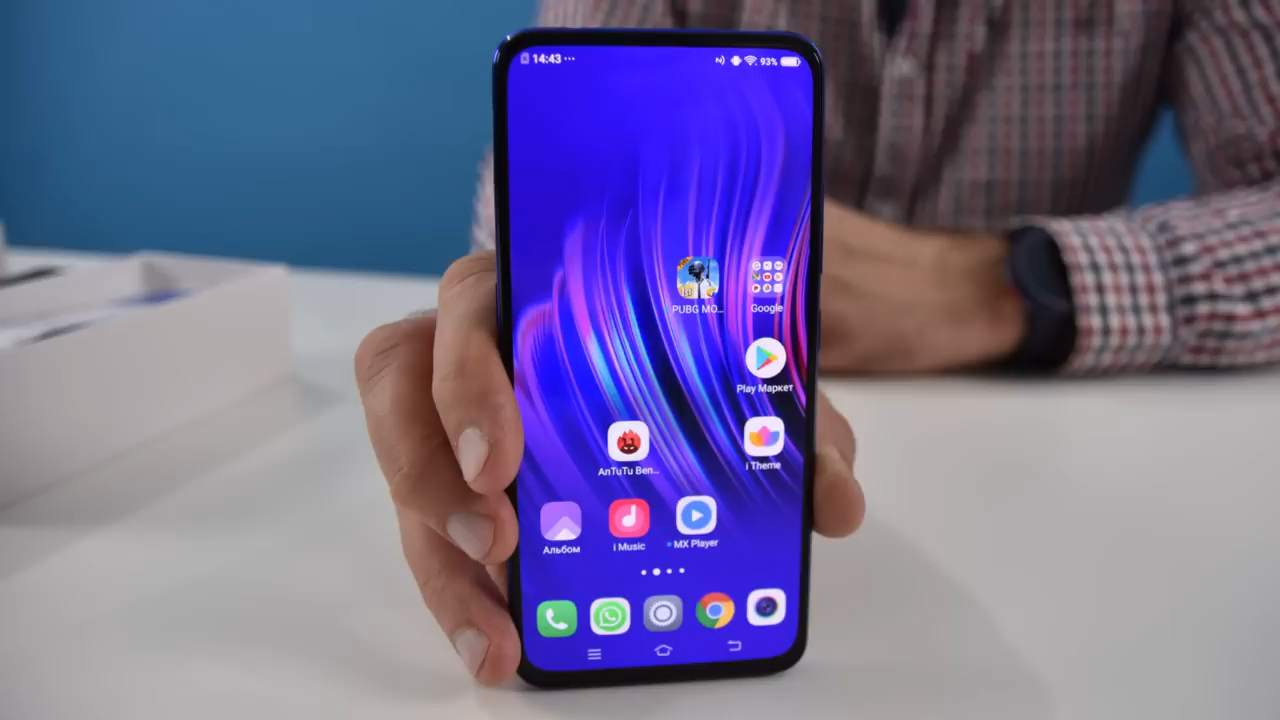 14:43
93%
PUBG MO...
Google
Play Маркет
AnTuTu Ben...
i Theme
Альбом
i Music
MX Player